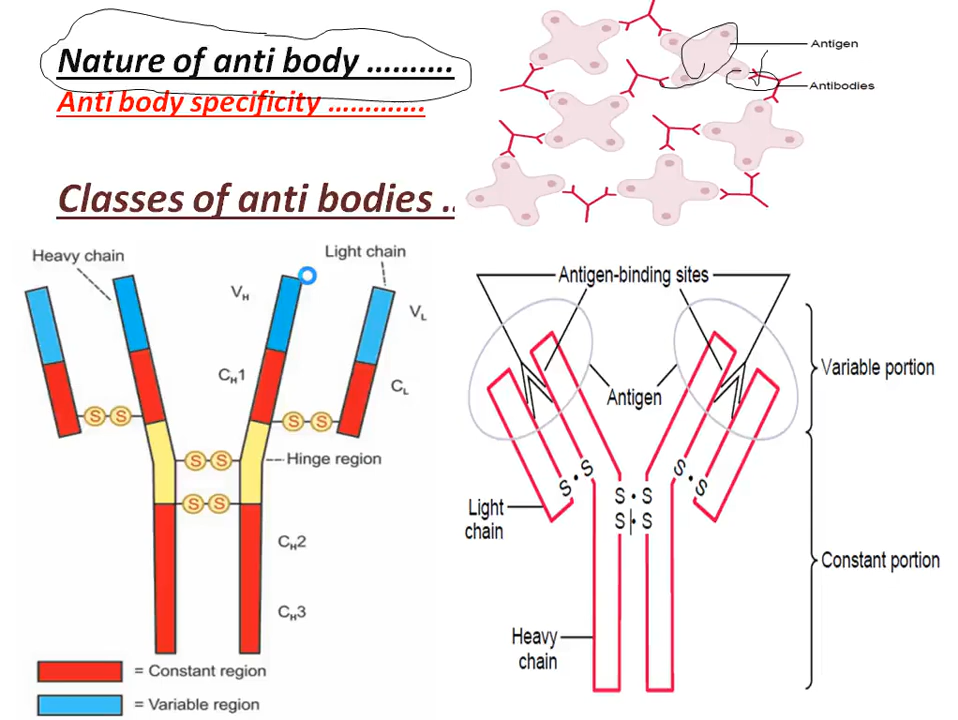 Nature of anti body ..........
Anti body specificity .............
Classes of anti bodies ..
Antigen
Antibodies
Heavy chain
Light chain
VH
VL
CH1
CL
S S
S S
S S
Hinge region
S S
CH2
CH3
= Constant region
= Variable region
Antigen-binding sites
Variable portion
Antigen
S • S
S • S
S • S
S • S
Light
chain
Constant portion
Heavy
chain